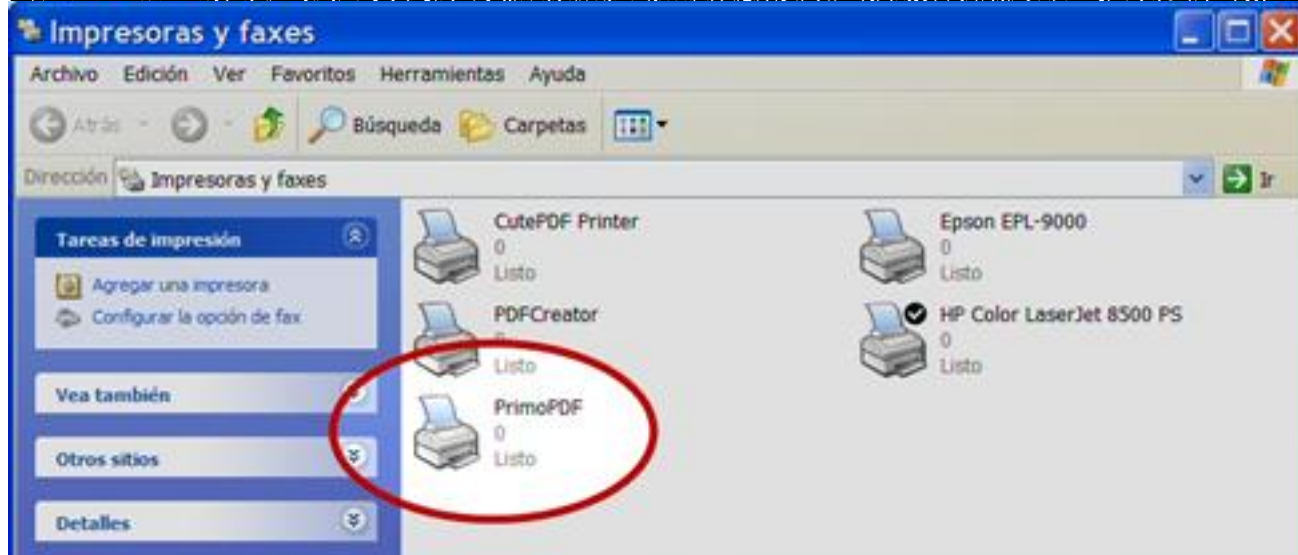 Impresoras y faxes
Archivo Edición Ver Favoritos Herramientas Ayuda
Atrás Búsqueda Carpetas
Dirección Impresoras y faxes Ir
Tareas de impresión
Agregar una impresora
Configurar la opción de fax
Vea también
Otros sitios
Detalles
CutePDF Printer
0
Listo
Epson EPL-9000
0
Listo
PDFCreator
0
Listo
HP Color LaserJet 8500 PS
0
Listo
PrimoPDF
0
Listo